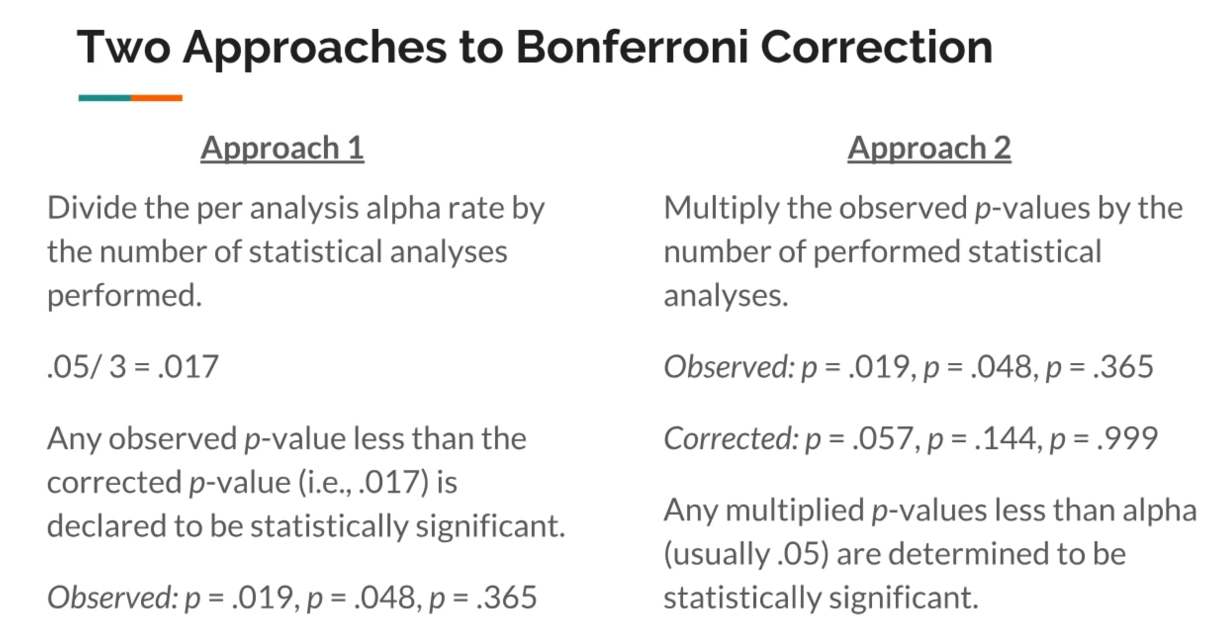 Two Approaches to Bonferroni Correction
Approach 1
Divide the per analysis alpha rate by
the number of statistical analyses
performed.
.05/ 3 = .017
Any observed p-value less than the
corrected p-value (i.e., .017) is
declared to be statistically significant.
Observed: p = .019, p = .048, p = .365
Approach 2
Multiply the observed p-values by the
number of performed statistical
analyses.
Observed: p = .019, p = .048, p = .365
Corrected: p = .057, p = .144, p = .999
Any multiplied p-values less than alpha
(usually .05) are determined to be
statistically significant.